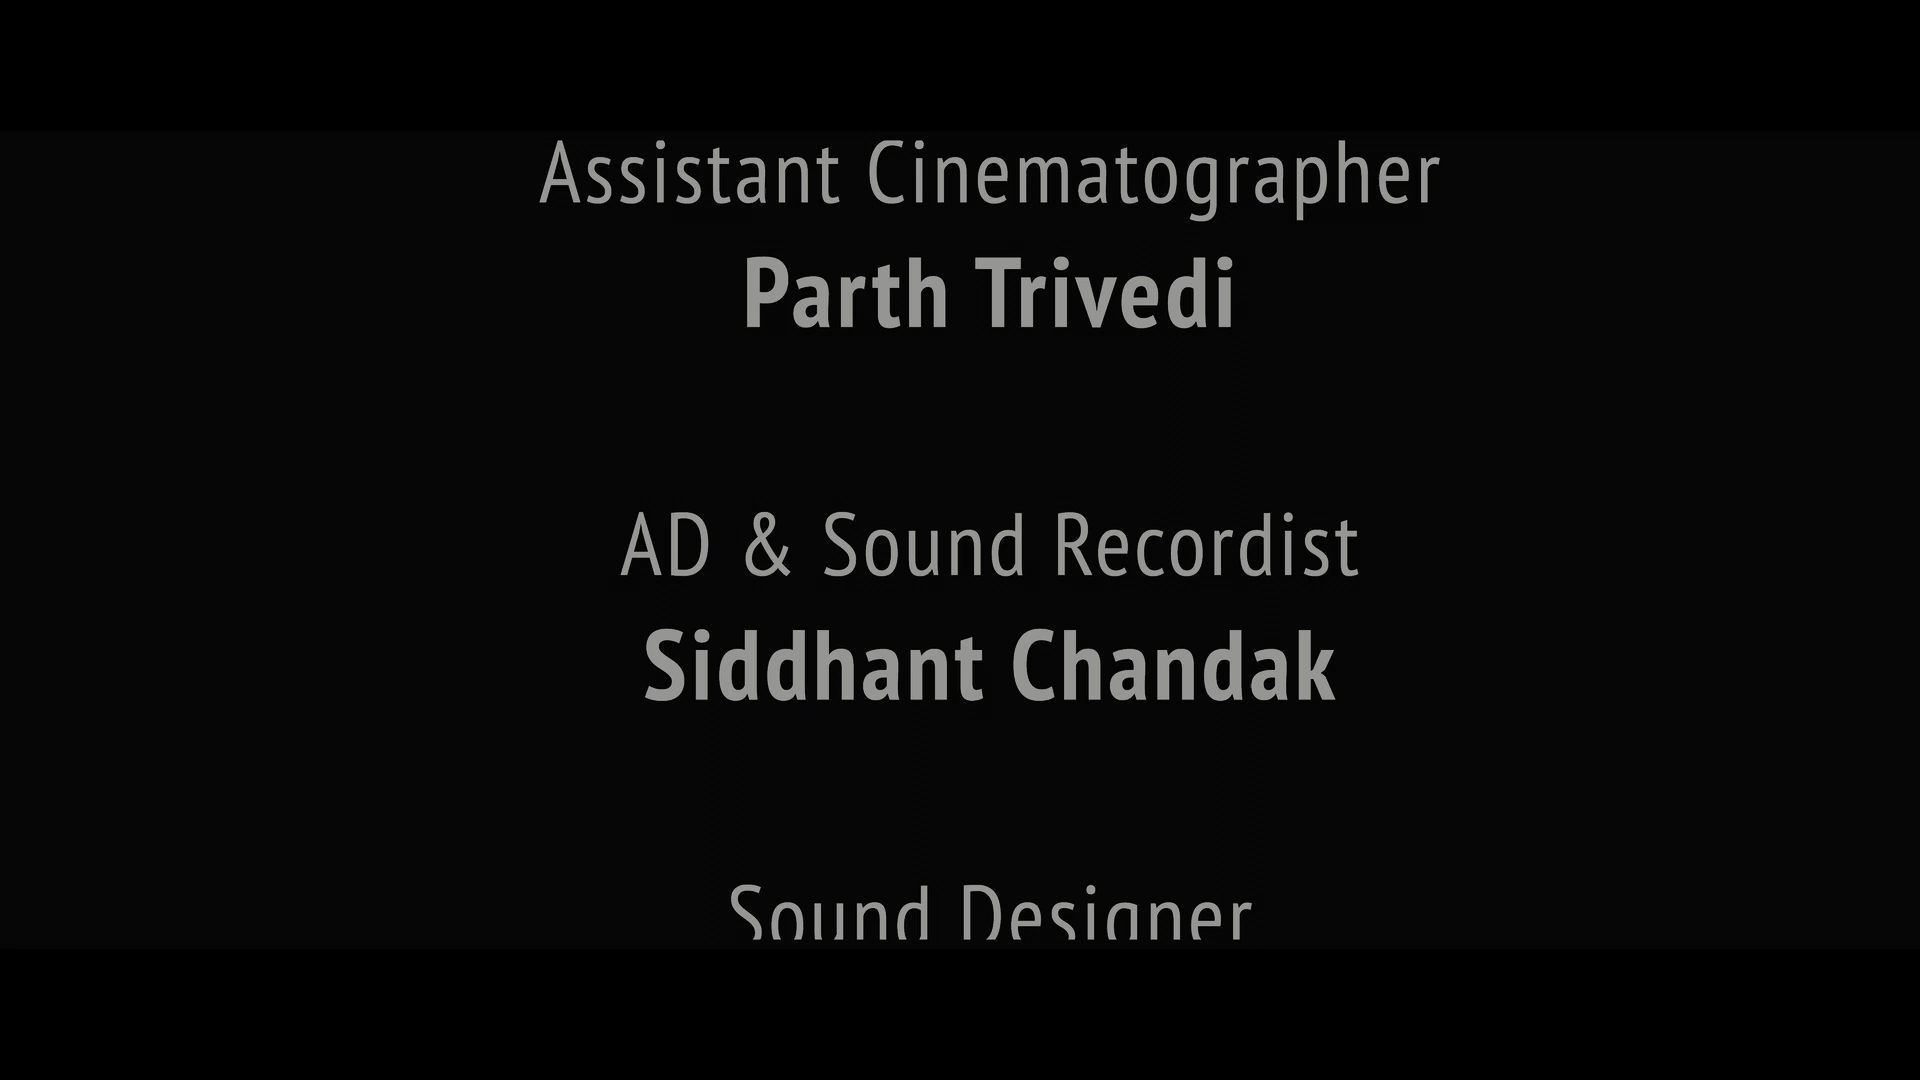 Assistant Cinematographer
Parth Trivedi
AD & Sound Recordist
Siddhant Chandak
Sound Designer